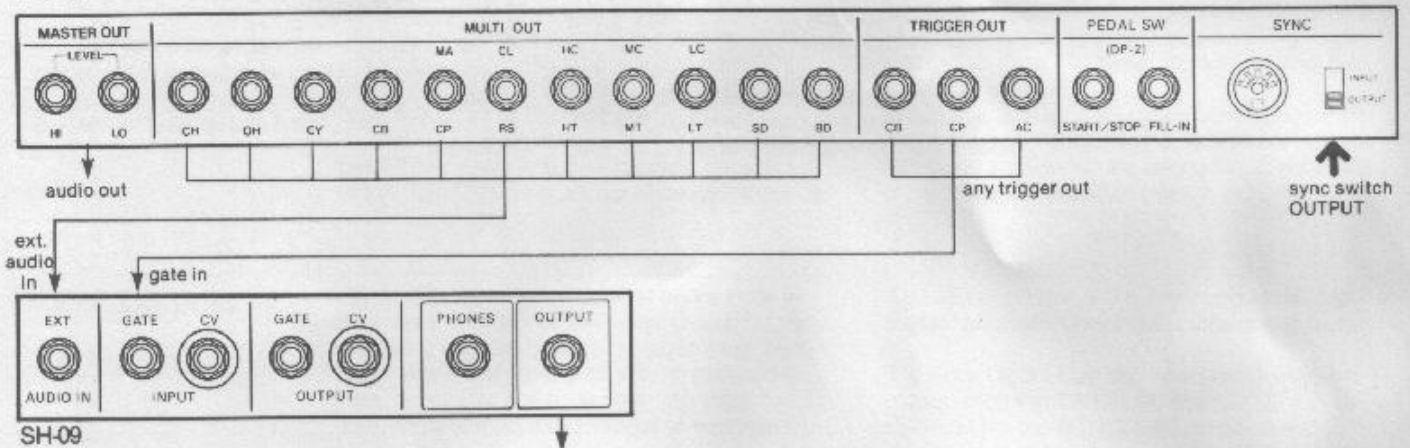 MASTER OUT MULTI OUT TRIGGER OUT PEDAL SW SYNC
LEVEL MA CL HC MC LC (DP-2)
INPUT
OUTPUT
HI LO CH OH CY CB CP RS HT MT LT SD BD CB CP AC START/STOP FILL-IN
audio out
any trigger out
sync switch
OUTPUT
ext.
audio
in
gate in
EXT GATE CV GATE CV PHONES OUTPUT
AUDIO IN INPUT OUTPUT
SH-09